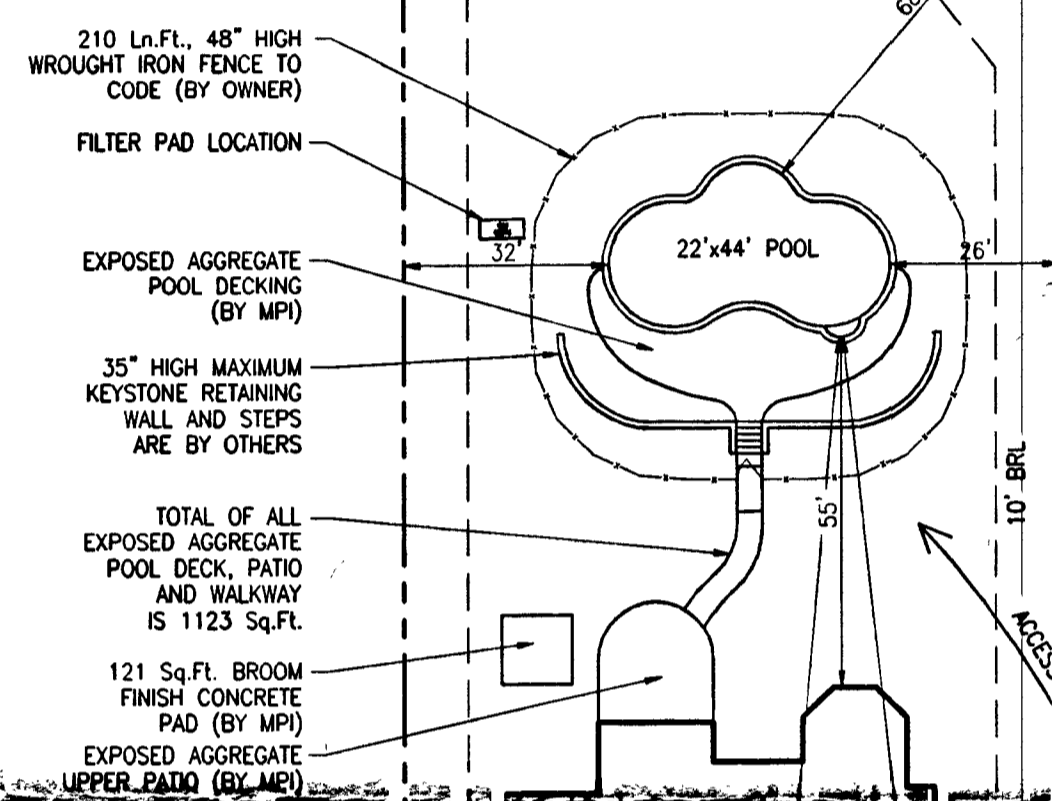 210 Ln.Ft., 48" HIGH
WROUGHT IRON FENCE TO
CODE (BY OWNER)
FILTER PAD LOCATION
32'
22'x44' POOL
26'
EXPOSED AGGREGATE
POOL DECKING
(BY MPI)
35" HIGH MAXIMUM
KEYSTONE RETAINING
WALL AND STEPS
ARE BY OTHERS
10' BRL
55'
TOTAL OF ALL
EXPOSED AGGREGATE
POOL DECK, PATIO
AND WALKWAY
IS 1123 Sq.Ft.
ACCESS
121 Sq.Ft. BROOM
FINISH CONCRETE
PAD (BY MPI)
EXPOSED AGGREGATE
UPPER PATIO (BY MPI)